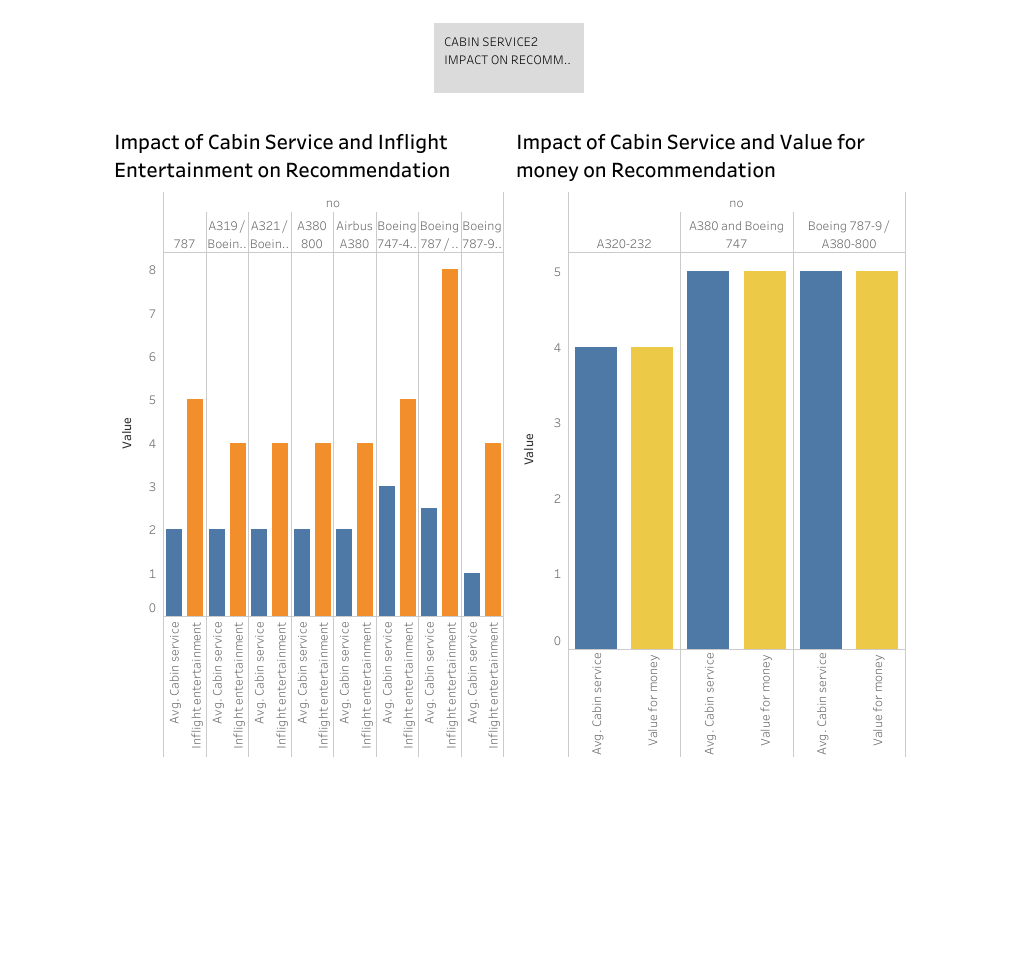 CABIN SERVICE2
IMPACT ON RECOMM..
Impact of Cabin Service and Inflight
Entertainment on Recommendation
no
787
A319 /
Boein..
A321 /
Boein..
A380
800
Airbus
A380
Boeing
747-4..
Boeing
787 / ..
Boeing
787-9..
8
7
6
5
4
3
2
1
0
Value
Avg. Cabin service
Inflight entertainment
Avg. Cabin service
Inflight entertainment
Avg. Cabin service
Inflight entertainment
Avg. Cabin service
Inflight entertainment
Avg. Cabin service
Inflight entertainment
Avg. Cabin service
Inflight entertainment
Avg. Cabin service
Inflight entertainment
Avg. Cabin service
Inflight entertainment
Impact of Cabin Service and Value for
money on Recommendation
no
A320-232
A380 and Boeing
747
Boeing 787-9 /
A380-800
5
4
3
2
1
0
Value
Avg. Cabin service
Value for money
Avg. Cabin service
Value for money
Avg. Cabin service
Value for money